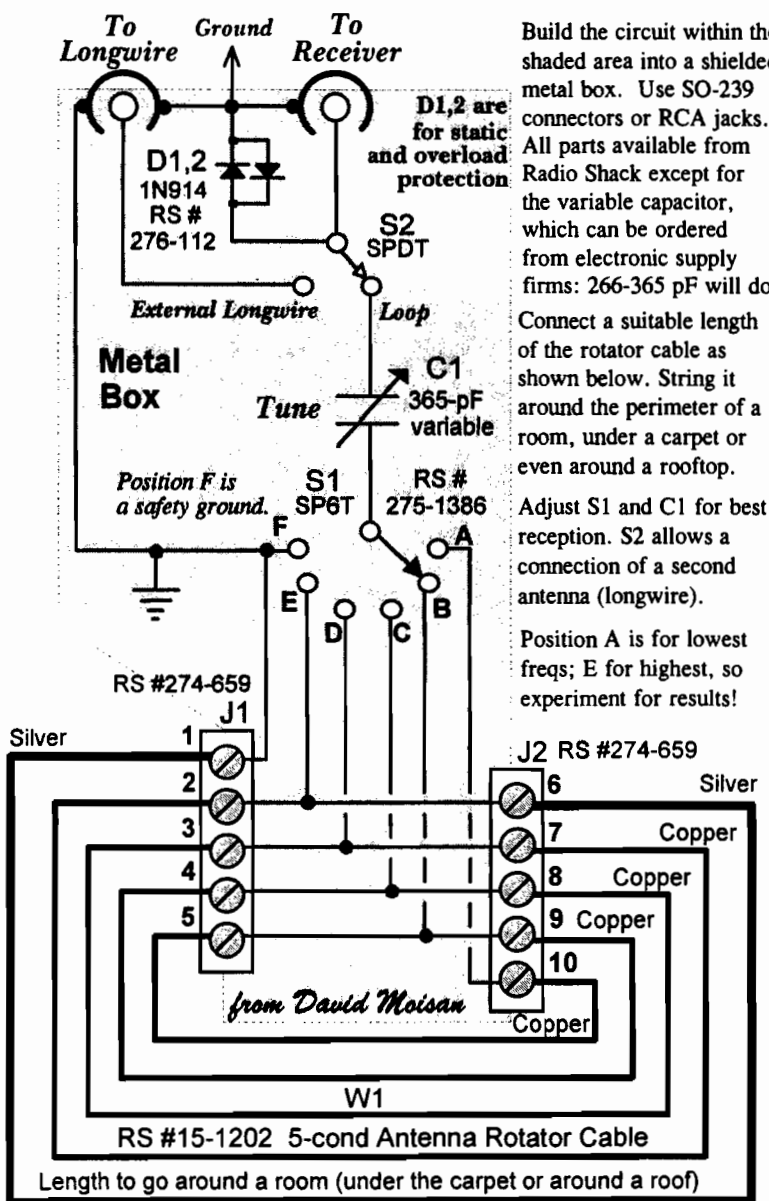 To
Longwire
Ground
To
Receiver
D1,2 are
for static
and overload
protection
D1,2
1N914
RS #
276-112
S2
SPDT
External Longwire
Loop
Metal
Box
Tune
C1
365-pF
variable
Position F is
a safety ground.
S1
SP6T
RS #
275-1386
F
A
E
D
C
B
Build the circuit within the
shaded area into a shielded
metal box. Use SO-239
connectors or RCA jacks.
All parts available from
Radio Shack except for
the variable capacitor,
which can be ordered
from electronic supply
firms: 266-365 pF will do
Connect a suitable length
of the rotator cable as
shown below. String it
around the perimeter of a
room, under a carpet or
even around a rooftop.
Adjust S1 and C1 for best
reception. S2 allows a
connection of a second
antenna (longwire).
Position A is for lowest
freqs; E for highest, so
experiment for results!
RS #274-659
J1
Silver
1
2
3
4
5
J2 RS #274-659
6
Silver
7
Copper
8
Copper
9
Copper
10
Copper
from David Moisan
W1
RS #15-1202 5-cond Antenna Rotator Cable
Length to go around a room (under the carpet or around a roof)